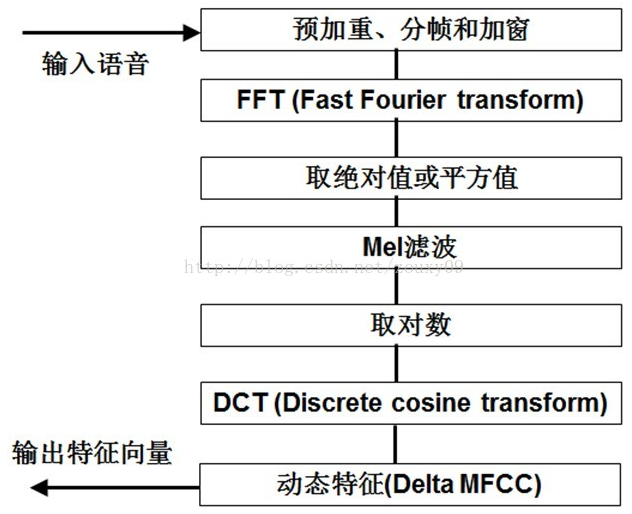 预加重、分帧和加窗
输入语音
FFT (Fast Fourier transform)
取绝对值或平方值
Mel滤波
http://blog.csdn.net/zouxy09
取对数
DCT (Discrete cosine transform)
输出特征向量
动态特征(Delta MFCC)